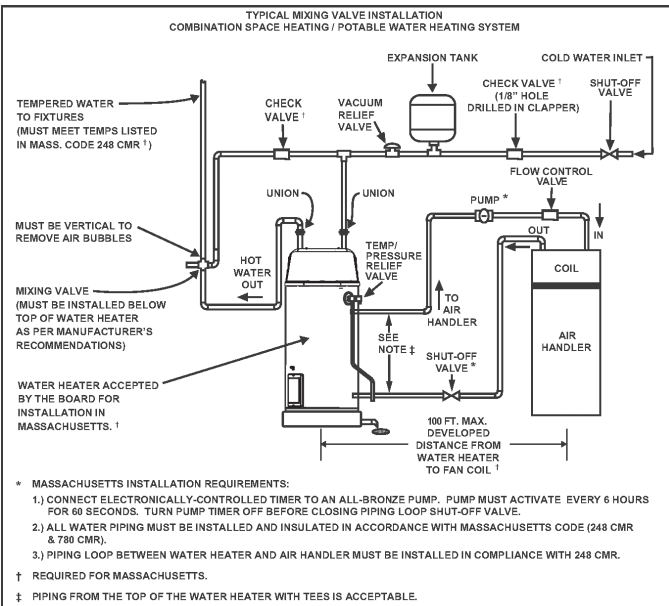 TYPICAL MIXING VALVE INSTALLATION
COMBINATION SPACE HEATING / POTABLE WATER HEATING SYSTEM
EXPANSION TANK
COLD WATER INLET
TEMPERED WATER
TO FIXTURES
(MUST MEET TEMPS LISTED
IN MASS. CODE 248 CMR †)
CHECK
VALVE †
VACUUM
RELIEF
VALVE
CHECK VALVE †
(1/8" HOLE
DRILLED IN CLAPPER)
SHUT-OFF
VALVE
FLOW CONTROL
VALVE
UNION
UNION
PUMP *
OUT
IN
MUST BE VERTICAL TO
REMOVE AIR BUBBLES
HOT
WATER
OUT
TEMP/
PRESSURE
RELIEF
VALVE
COIL
MIXING VALVE
(MUST BE INSTALLED BELOW
TOP OF WATER HEATER
AS PER MANUFACTURER'S
RECOMMENDATIONS)
TO
AIR
HANDLER
AIR
HANDLER
SEE
NOTE ‡
SHUT-OFF
VALVE *
WATER HEATER ACCEPTED
BY THE BOARD FOR
INSTALLATION IN
MASSACHUSETTS. †
100 FT. MAX.
DEVELOPED
DISTANCE FROM
WATER HEATER
TO FAN COIL †
* MASSACHUSETTS INSTALLATION REQUIREMENTS:
1.) CONNECT ELECTRONICALLY-CONTROLLED TIMER TO AN ALL-BRONZE PUMP. PUMP MUST ACTIVATE EVERY 6 HOURS
FOR 60 SECONDS. TURN PUMP TIMER OFF BEFORE CLOSING PIPING LOOP SHUT-OFF VALVE.
2.) ALL WATER PIPING MUST BE INSTALLED AND INSULATED IN ACCORDANCE WITH MASSACHUSETTS CODE (248 CMR
& 780 CMR).
3.) PIPING LOOP BETWEEN WATER HEATER AND AIR HANDLER MUST BE INSTALLED IN COMPLIANCE WITH 248 CMR.
† REQUIRED FOR MASSACHUSETTS.
‡ PIPING FROM THE TOP OF THE WATER HEATER WITH TEES IS ACCEPTABLE.